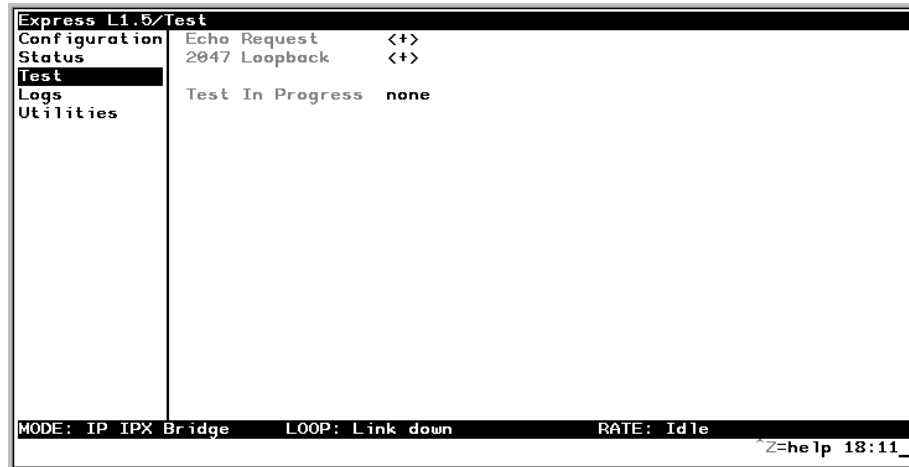 Express L1.5/Test
Configuration Echo Request <+>
Status 2047 Loopback <+>
Test
Logs Test In Progress none
Utilities
MODE: IP IPX Bridge LOOP: Link down RATE: Idle
^Z=help 18:11_